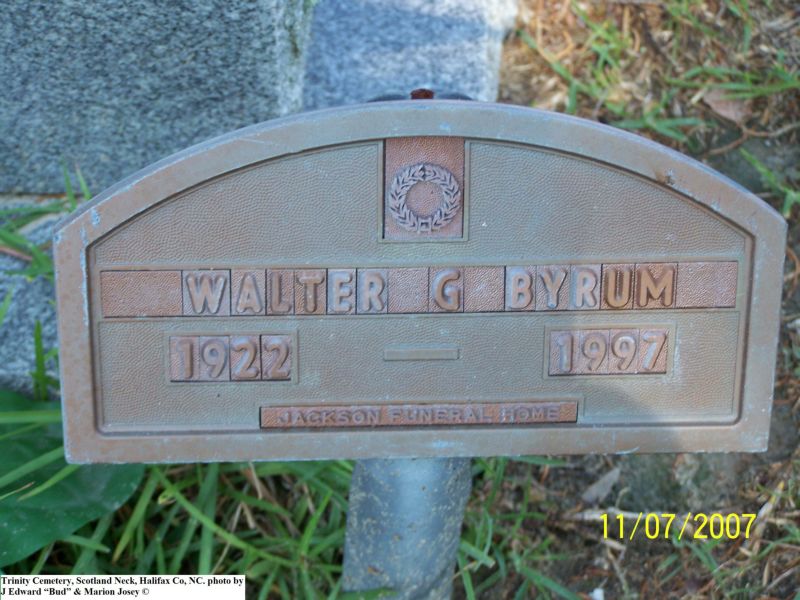 WALTER G BYRUM
1922 — 1997
JACKSON FUNERAL HOME
11/07/2007
Trinity Cemetery, Scotland Neck, Halifax Co, NC. photo by
J Edward “Bud” & Marion Josey ©